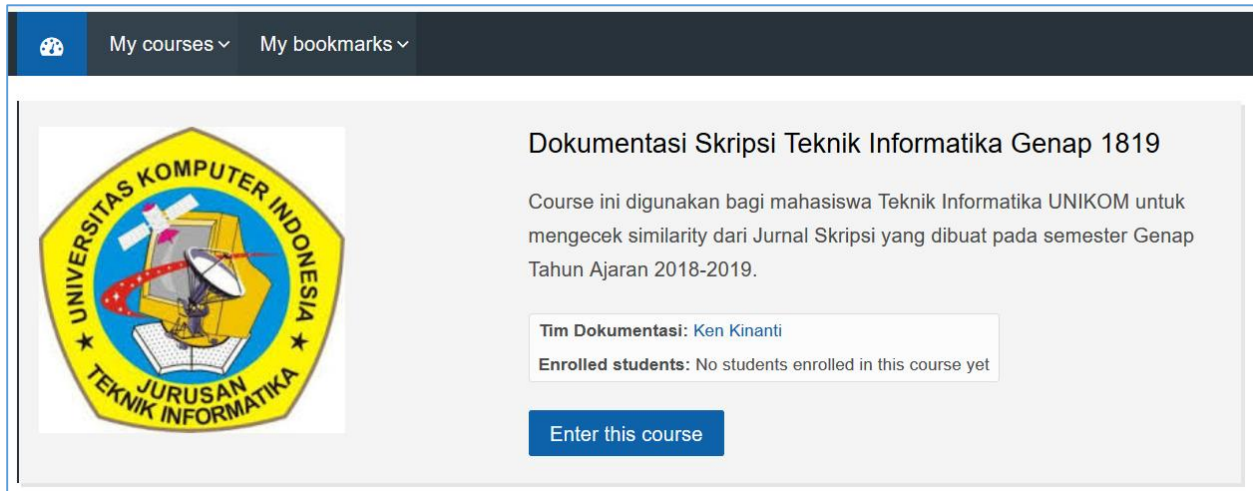 My courses My bookmarks
UNIVERSITAS KOMPUTER INDONESIA
JURUSAN
TEKNIK INFORMATIKA
Dokumentasi Skripsi Teknik Informatika Genap 1819
Course ini digunakan bagi mahasiswa Teknik Informatika UNIKOM untuk
mengecek similarity dari Jurnal Skripsi yang dibuat pada semester Genap
Tahun Ajaran 2018-2019.
Tim Dokumentasi: Ken Kinanti
Enrolled students: No students enrolled in this course yet
Enter this course